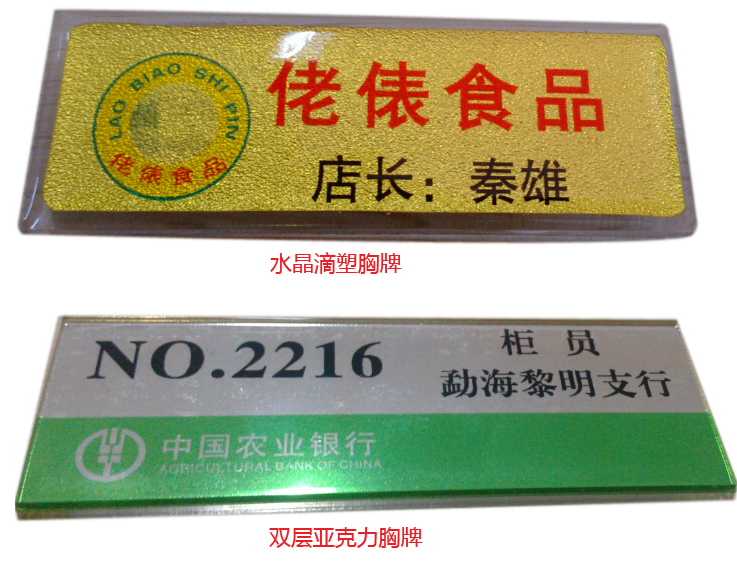 LAO BIAO SHI PIN
佬俵食品
佬俵食品
店长：秦雄
水晶滴塑胸牌
NO.2216
柜员
勐海黎明支行
中国农业银行
AGRICULTURAL BANK OF CHINA
双层亚克力胸牌